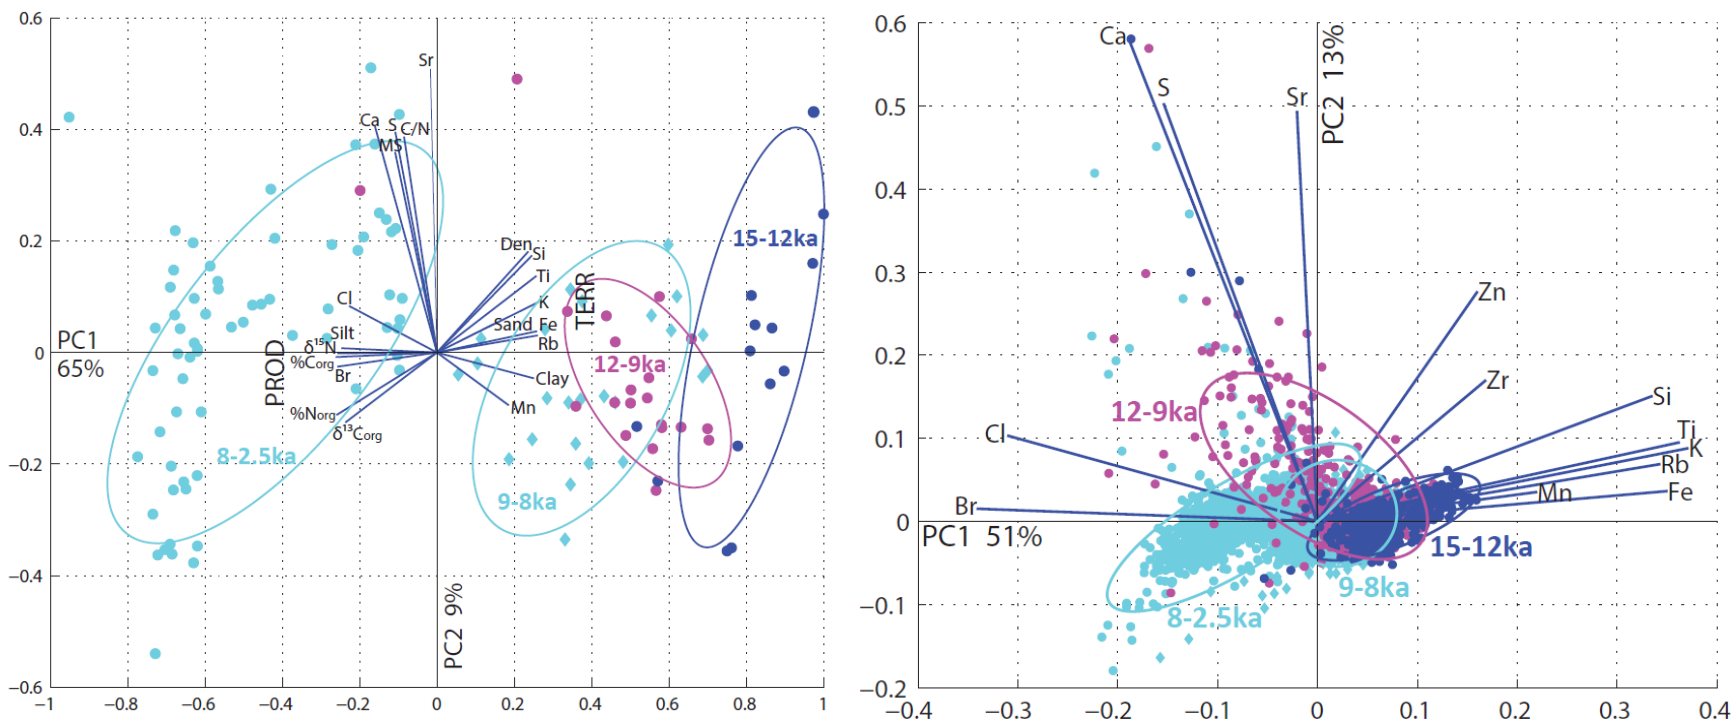 0.6
0.4
0.2
0
−0.2
−0.4
−0.6
−1
−0.8
−0.6
−0.4
−0.2
0
0.2
0.4
0.6
0.8
1
PC1
65%
PC2 9%
PROD
TERR
Sr
Ca
S
C/N
MS
Den
Si
Ti
K
Sand
Fe
Rb
Clay
Mn
Cl
Silt
δ¹⁵N
%Corg
Br
%Norg
δ¹³Corg
8-2.5ka
9-8ka
12-9ka
15-12ka
0.6
0.5
0.4
0.3
0.2
0.1
0
−0.1
−0.2
−0.4
−0.3
−0.2
−0.1
0
0.1
0.2
0.3
0.4
PC2 13%
PC1 51%
Ca
S
Sr
Zn
Zr
Si
Ti
K
Rb
Fe
Mn
Cl
Br
12-9ka
15-12ka
9-8ka
8-2.5ka